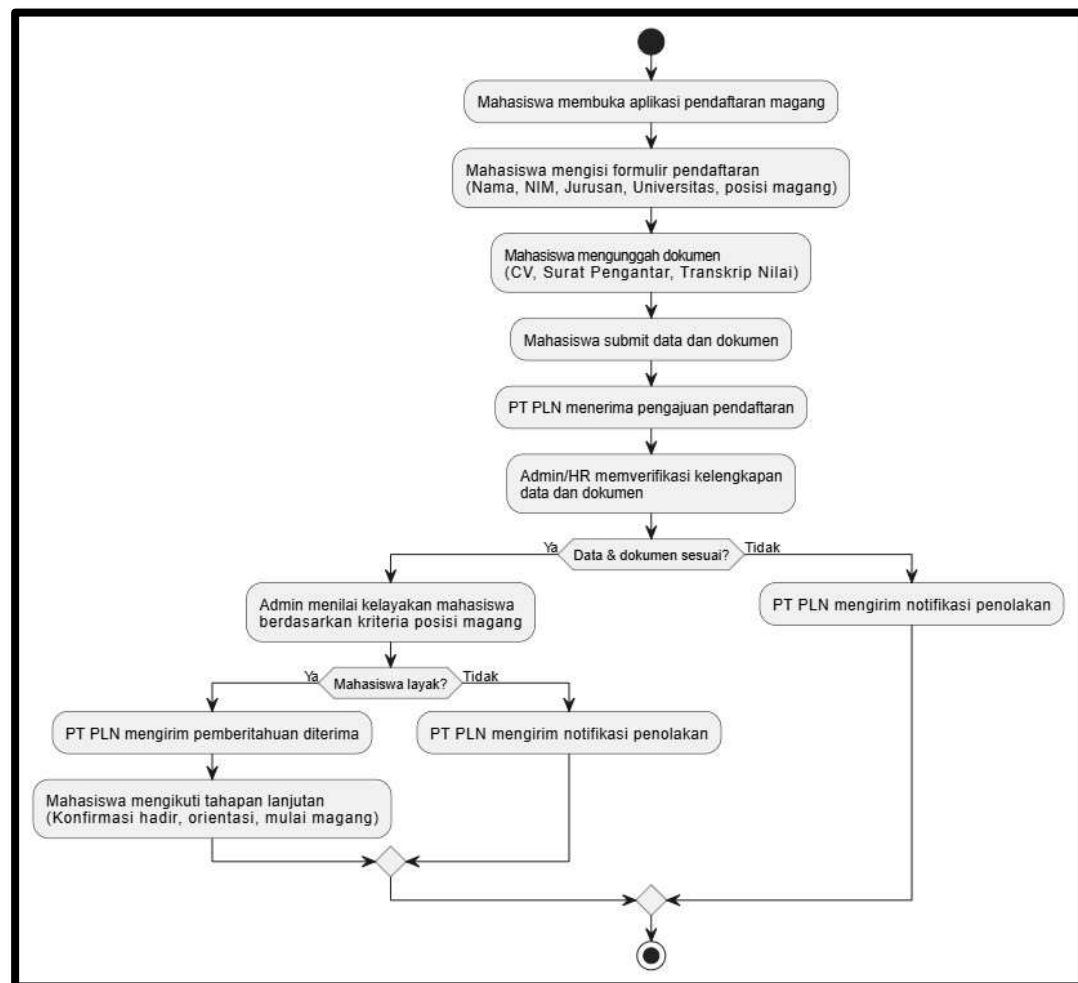 Mahasiswa membuka aplikasi pendaftaran magang
Mahasiswa mengisi formulir pendaftaran
(Nama, NIM, Jurusan, Universitas, posisi magang)
Mahasiswa mengunggah dokumen
(CV, Surat Pengantar, Transkrip Nilai)
Mahasiswa submit data dan dokumen
PT PLN menerima pengajuan pendaftaran
Admin/HR memverifikasi kelengkapan
data dan dokumen
Ya
Data & dokumen sesuai?
Tidak
Admin menilai kelayakan mahasiswa
berdasarkan kriteria posisi magang
PT PLN mengirim notifikasi penolakan
Ya
Mahasiswa layak?
Tidak
PT PLN mengirim pemberitahuan diterima
PT PLN mengirim notifikasi penolakan
Mahasiswa mengikuti tahapan lanjutan
(Konfirmasi hadir, orientasi, mulai magang)